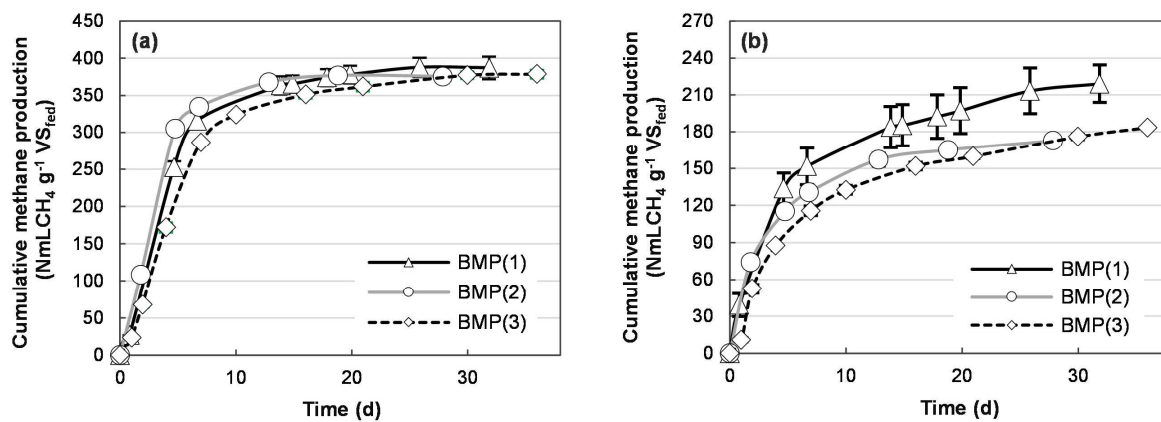 Cumulative methane production
(NmLCH₄ g⁻¹ VS_fed)
450
400
350
300
250
200
150
100
50
0
(a)
BMP(1)
BMP(2)
BMP(3)
0 10 20 30
Time (d)
Cumulative methane production
(NmLCH₄ g⁻¹ VS_fed)
270
240
210
180
150
120
90
60
30
0
(b)
BMP(1)
BMP(2)
BMP(3)
0 10 20 30
Time (d)